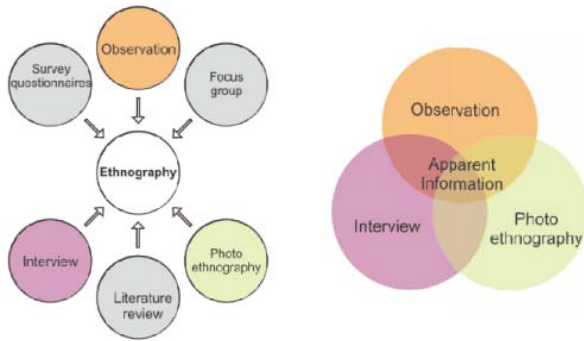 Observation
Survey
questionnaires
Focus
group
Ethnography
Interview
Photo
ethnography
Literature
review
Observation
Apparent
Information
Interview
Photo
ethnography